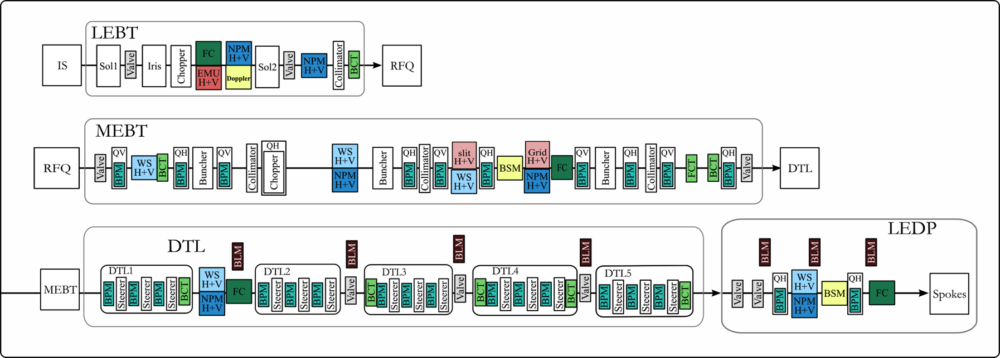 LEBT
IS
Sol1
Valve
Iris
Chopper
FC
EMU
H+V
NPM
H+V
Doppler
Sol2
Valve
NPM
H+V
Collimator
BCT
RFQ
MEBT
RFQ
Valve
QV
BPM
WS
H+V
BCT
QH
BPM
Buncher
QV
BPM
Collimator
QH
Chopper
WS
H+V
NPM
H+V
Buncher
QH
BPM
Collimator
QV
BPM
slit
H+V
WS
H+V
QH
BPM
BSM
Grid
H+V
NPM
H+V
FC
QV
BPM
Buncher
QH
BPM
Collimator
QV
BPM
FCT
BCT
QH
BPM
Valve
DTL
DTL
MEBT
DTL1
BPM
Steerer
BPM
Steerer
BPM
Steerer
BCT
WS
H+V
NPM
H+V
BLM
FC
DTL2
BPM
Steerer
BPM
Steerer
BPM
Steerer
BLM
Valve
DTL3
BCT
BPM
Steerer
BPM
Steerer
BPM
Steerer
BLM
Valve
DTL4
BCT
BPM
Steerer
BPM
Steerer
BPM
Steerer
BCT
BLM
Valve
DTL5
BPM
Steerer
BPM
Steerer
BPM
Steerer
BCT
LEDP
BLM
BLM
BLM
Valve
Valve
QH
BPM
WS
H+V
NPM
H+V
BSM
QH
BPM
FC
Spokes